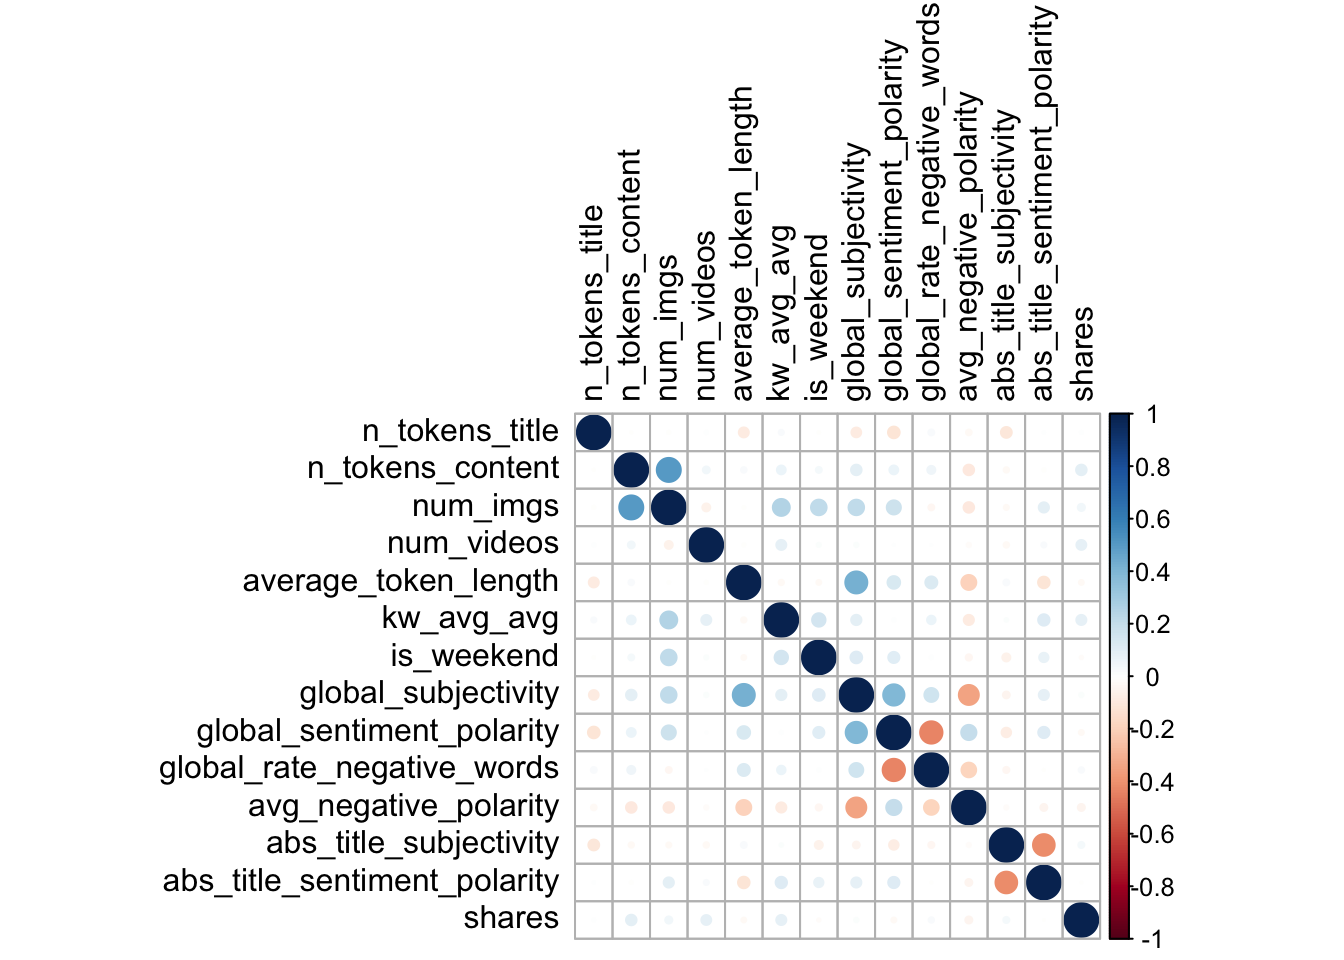 n_tokens_title
n_tokens_content
num_imgs
num_videos
average_token_length
kw_avg_avg
is_weekend
global_subjectivity
global_sentiment_polarity
global_rate_negative_words
avg_negative_polarity
abs_title_subjectivity
abs_title_sentiment_polarity
shares
n_tokens_title
n_tokens_content
num_imgs
num_videos
average_token_length
kw_avg_avg
is_weekend
global_subjectivity
global_sentiment_polarity
global_rate_negative_words
avg_negative_polarity
abs_title_subjectivity
abs_title_sentiment_polarity
shares
1
0.8
0.6
0.4
0.2
0
-0.2
-0.4
-0.6
-0.8
-1